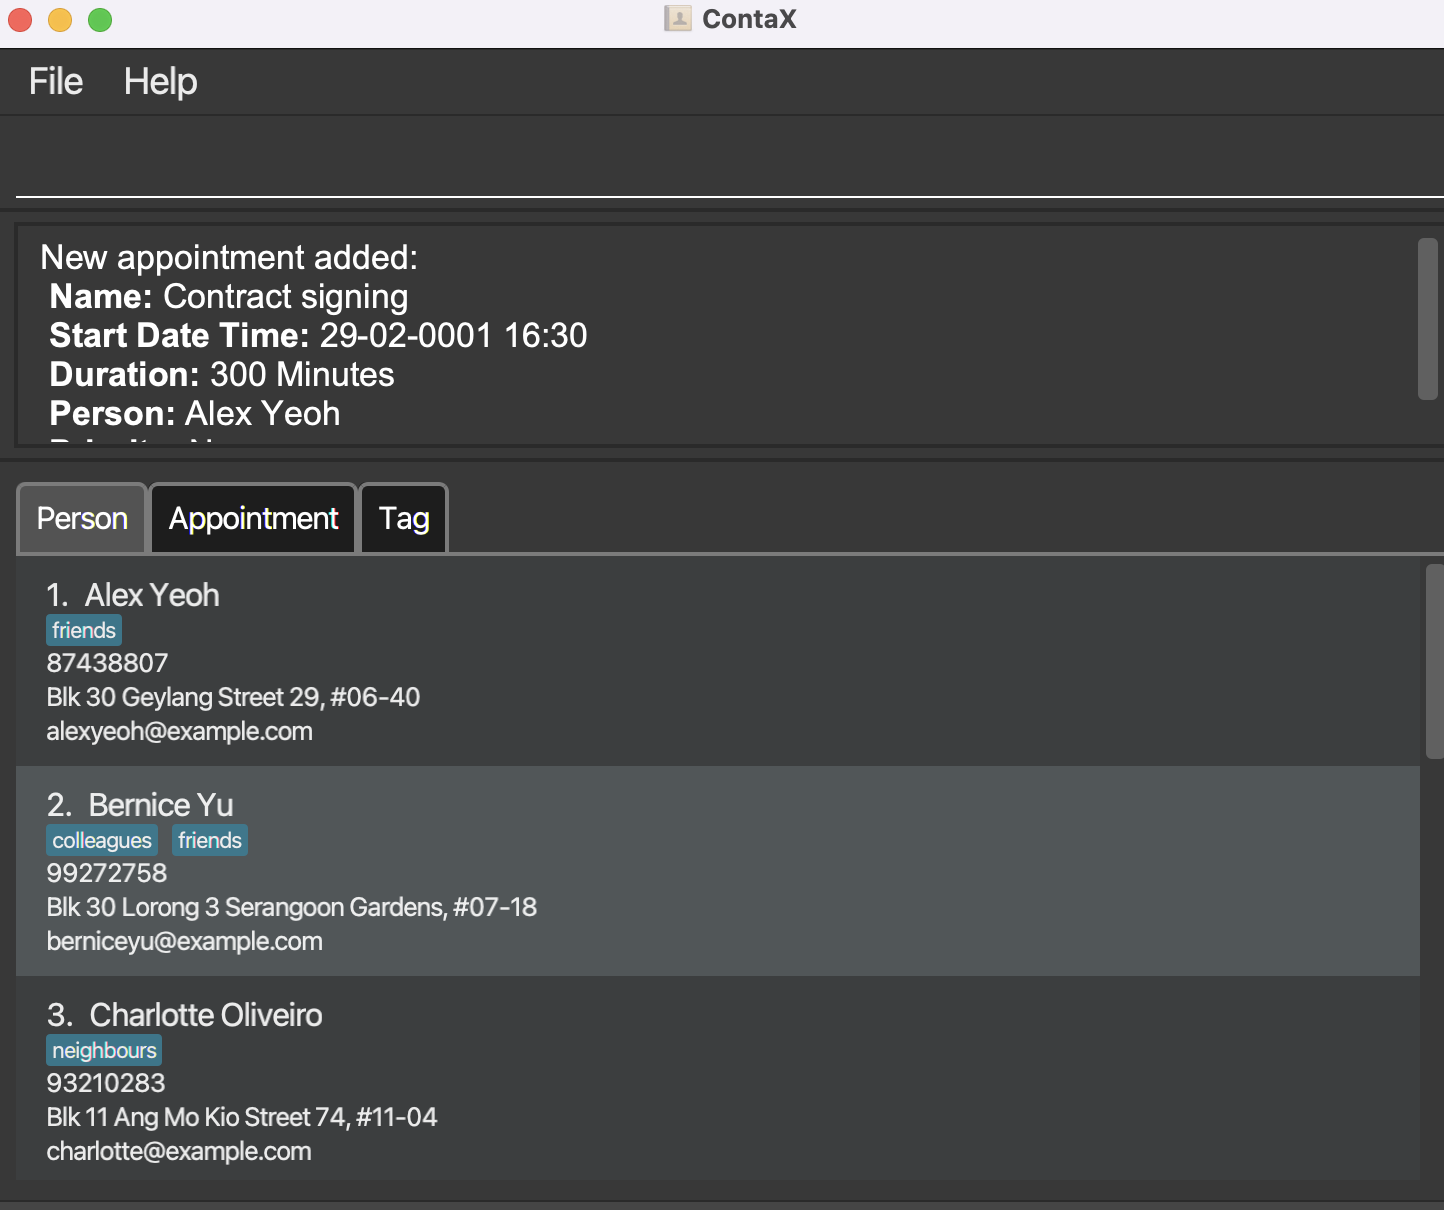 ContaX
File Help
New appointment added:
Name: Contract signing
Start Date Time: 29-02-0001 16:30
Duration: 300 Minutes
Person: Alex Yeoh
Person Appointment Tag
1. Alex Yeoh
friends
87438807
Blk 30 Geylang Street 29, #06-40
alexyeoh@example.com
2. Bernice Yu
colleagues friends
99272758
Blk 30 Lorong 3 Serangoon Gardens, #07-18
berniceyu@example.com
3. Charlotte Oliveiro
neighbours
93210283
Blk 11 Ang Mo Kio Street 74, #11-04
charlotte@example.com